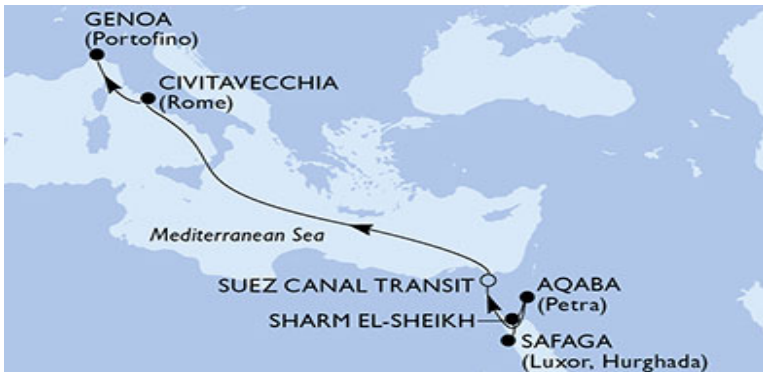 GENOA
(Portofino)
CIVITAVECCHIA
(Rome)
Mediterranean Sea
SUEZ CANAL TRANSIT
AQABA
(Petra)
SHARM EL-SHEIKH
SAFAGA
(Luxor, Hurghada)